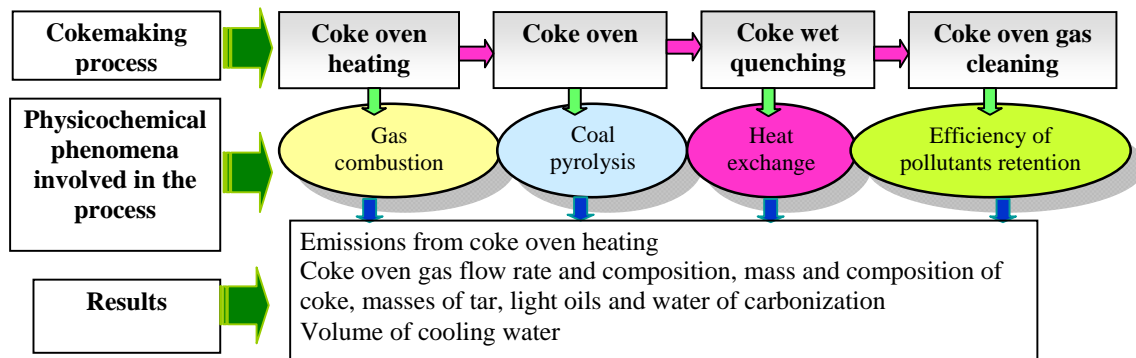 Cokemaking
process
Coke oven
heating
Coke oven
Coke wet
quenching
Coke oven gas
cleaning
Physicochemical
phenomena
involved in the
process
Gas
combustion
Coal
pyrolysis
Heat
exchange
Efficiency of
pollutants retention
Results
Emissions from coke oven heating
Coke oven gas flow rate and composition, mass and composition of
coke, masses of tar, light oils and water of carbonization
Volume of cooling water